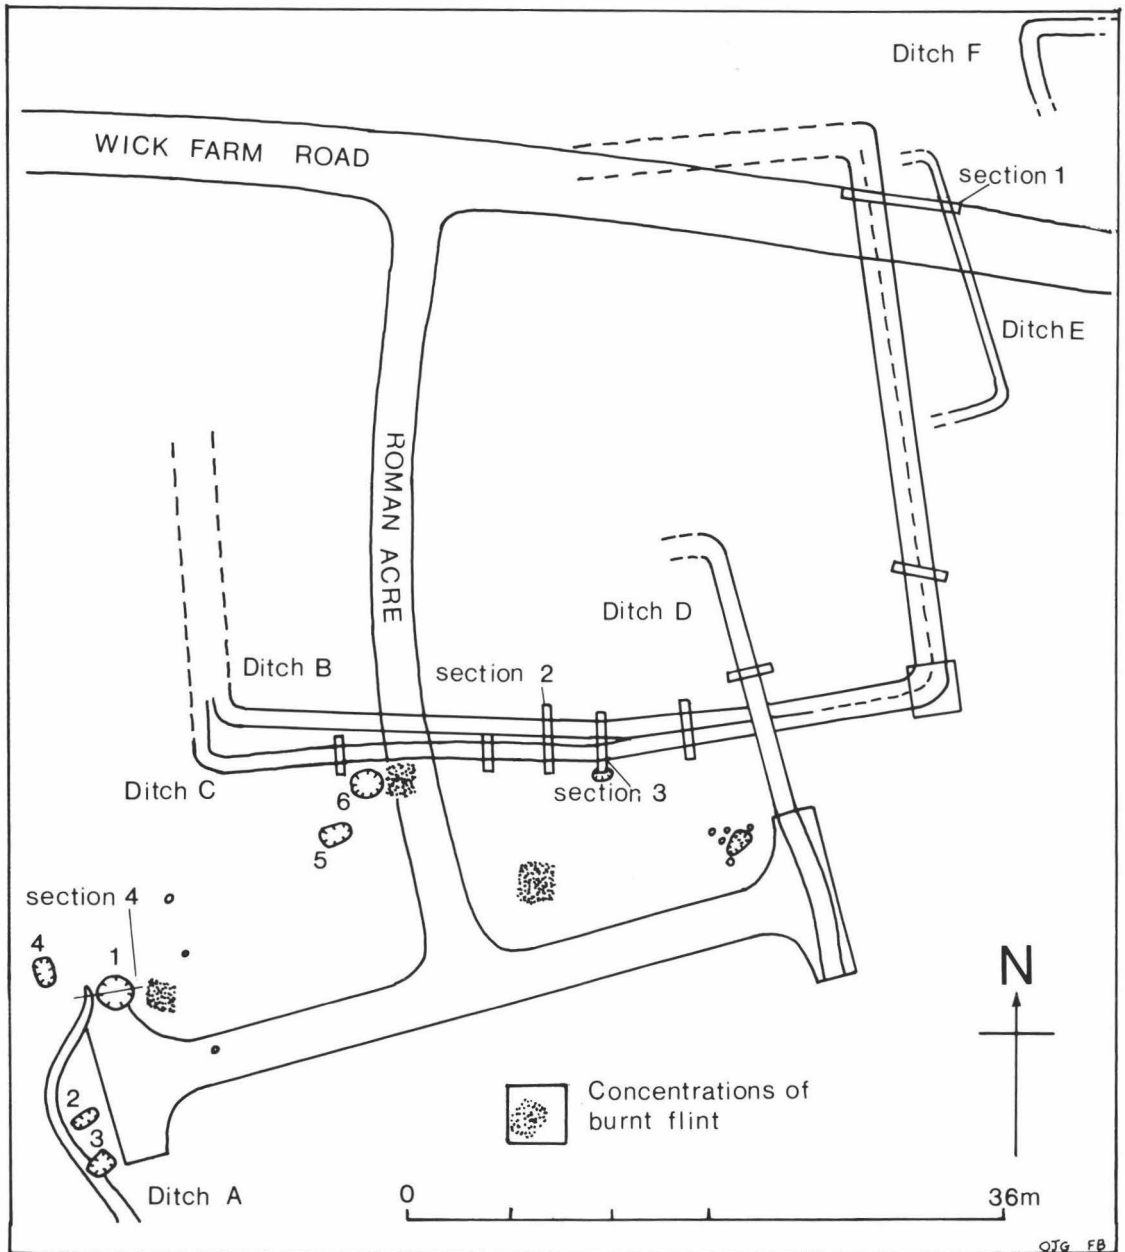 Ditch F
WICK FARM ROAD
section 1
Ditch E
ROMAN ACRE
Ditch D
Ditch B
section 2
Ditch C
section 3
6
5
section 4
4
1
N
2
3
Concentrations of
burnt flint
Ditch A
0
36m
OJG FB